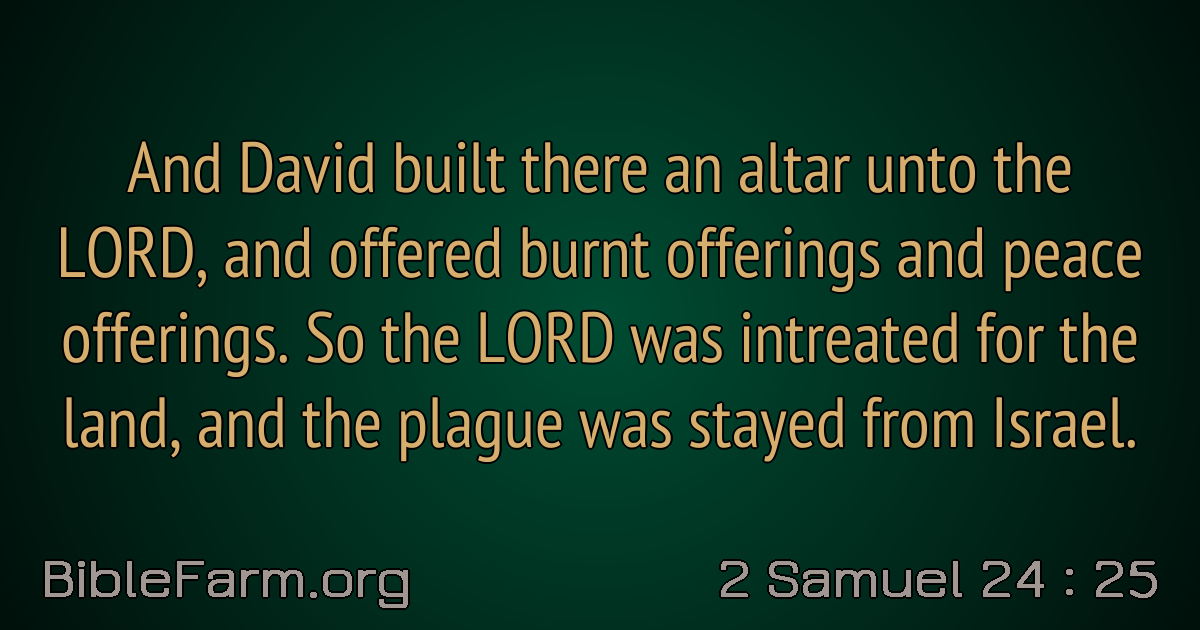 And David built there an altar unto the
LORD, and offered burnt offerings and peace
offerings. So the LORD was intreated for the
land, and the plague was stayed from Israel.
BibleFarm.org
2 Samuel 24 : 25